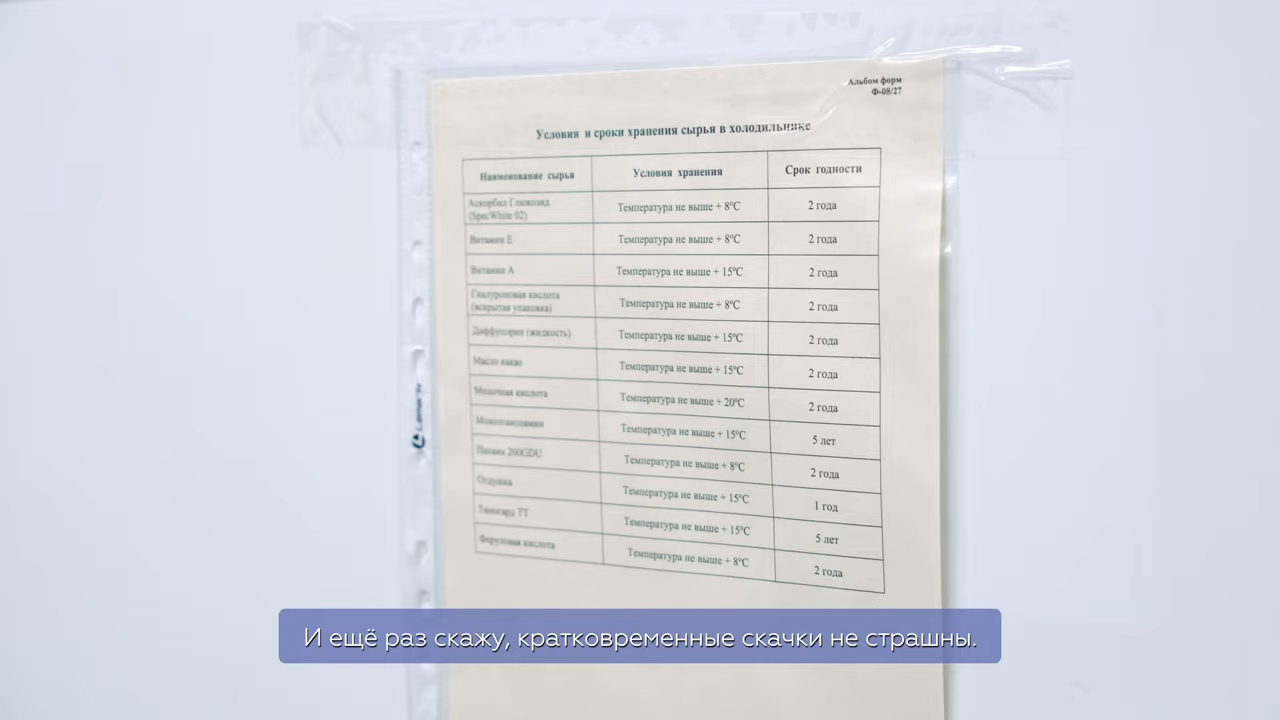 Альбом форм
Ф-08/27
Условия и сроки хранения сырья в холодильнике
Наименование сырья Условия хранения Срок годности
Аскорбил Глюкозид
(SpecWhite 02) Температура не выше + 8ºС 2 года
Витамин Е Температура не выше + 8ºС 2 года
Витамин А Температура не выше + 15ºС 2 года
Гиалуроновая кислота
(вскрытая упаковка) Температура не выше + 8ºС 2 года
Диффупорин (жидкость) Температура не выше + 15ºС 2 года
Масло какао Температура не выше + 15ºС 2 года
Молочная кислота Температура не выше + 20ºС 2 года
Температура не выше + 15ºС 5 лет
Папаин 200GDU Температура не выше + 8ºС 2 года
Отдушка Температура не выше + 15ºС 1 год
ТТ Температура не выше + 15ºС 5 лет
Феруловая кислота Температура не выше + 8ºС 2 года
И ещё раз скажу, кратковременные скачки не страшны.